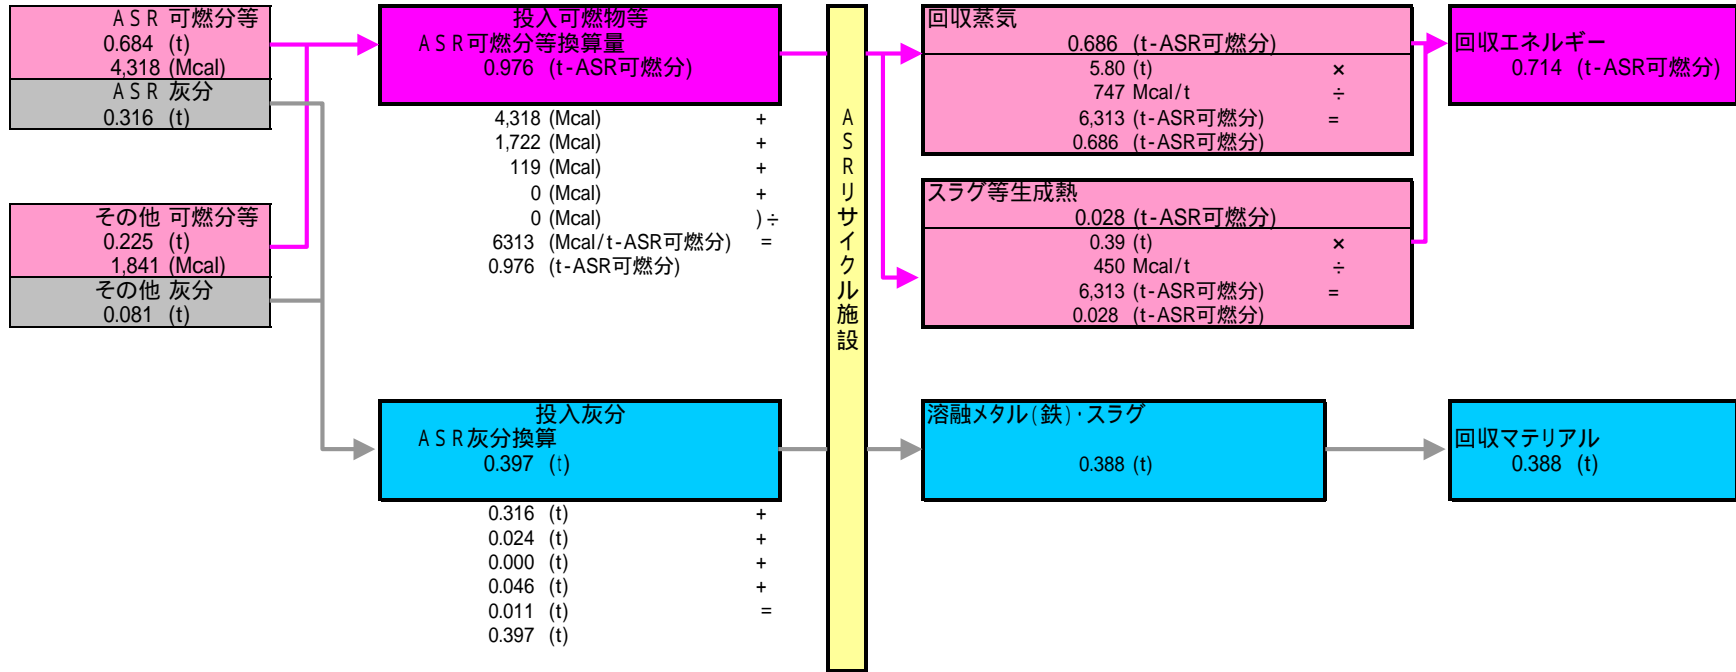 ASR 可燃分等
0.684 (t)
4,318 (Mcal)
ASR 灰分
0.316 (t)
その他 可燃分等
0.225 (t)
1,841 (Mcal)
その他 灰分
0.081 (t)
投入可燃物等
ASR可燃分等換算量
0.976 (t-ASR可燃分)
4,318 (Mcal) +
1,722 (Mcal) +
119 (Mcal) +
0 (Mcal) +
0 (Mcal) )÷
6313 (Mcal/t-ASR可燃分) =
0.976 (t-ASR可燃分)
投入灰分
ASR灰分換算
0.397 (t)
0.316 (t) +
0.024 (t) +
0.000 (t) +
0.046 (t) +
0.011 (t) =
0.397 (t)
ASRリサイクル施設
回収蒸気
0.686 (t-ASR可燃分)
5.80 (t) ×
747 Mcal/t ÷
6,313 (t-ASR可燃分) =
0.686 (t-ASR可燃分)
スラグ等生成熱
0.028 (t-ASR可燃分)
0.39 (t) ×
450 Mcal/t ÷
6,313 (t-ASR可燃分) =
0.028 (t-ASR可燃分)
溶融メタル(鉄)･スラグ
0.388 (t)
回収エネルギー
0.714 (t-ASR可燃分)
回収マテリアル
0.388 (t)